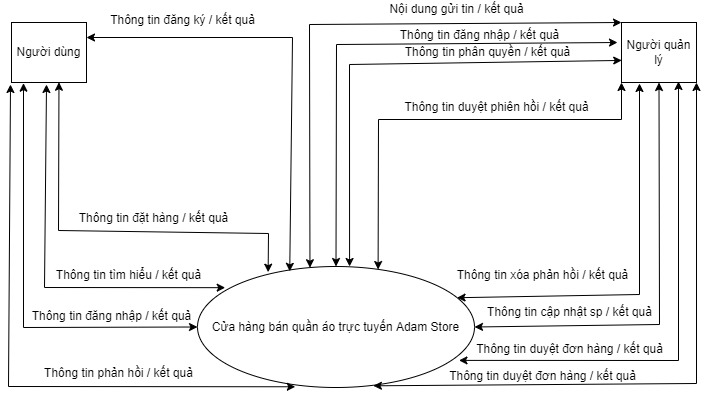 Nội dung gửi tin / kết quả
Thông tin đăng ký / kết quả
Thông tin đăng nhập / kết quả
Người dùng
Người quản
lý
Thông tin phân quyền / kết quả
Thông tin duyệt phiên hồi / kết quả
Thông tin đặt hàng / kết quả
Thông tin tìm hiểu / kết quả
Thông tin xóa phản hồi / kết quả
Thông tin đăng nhập / kết quả
Thông tin cập nhật sp / kết quả
Cửa hàng bán quần áo trực tuyến Adam Store
Thông tin duyệt đơn hàng / kết quả
Thông tin phản hồi / kết quả
Thông tin duyệt đơn hàng / kết quả